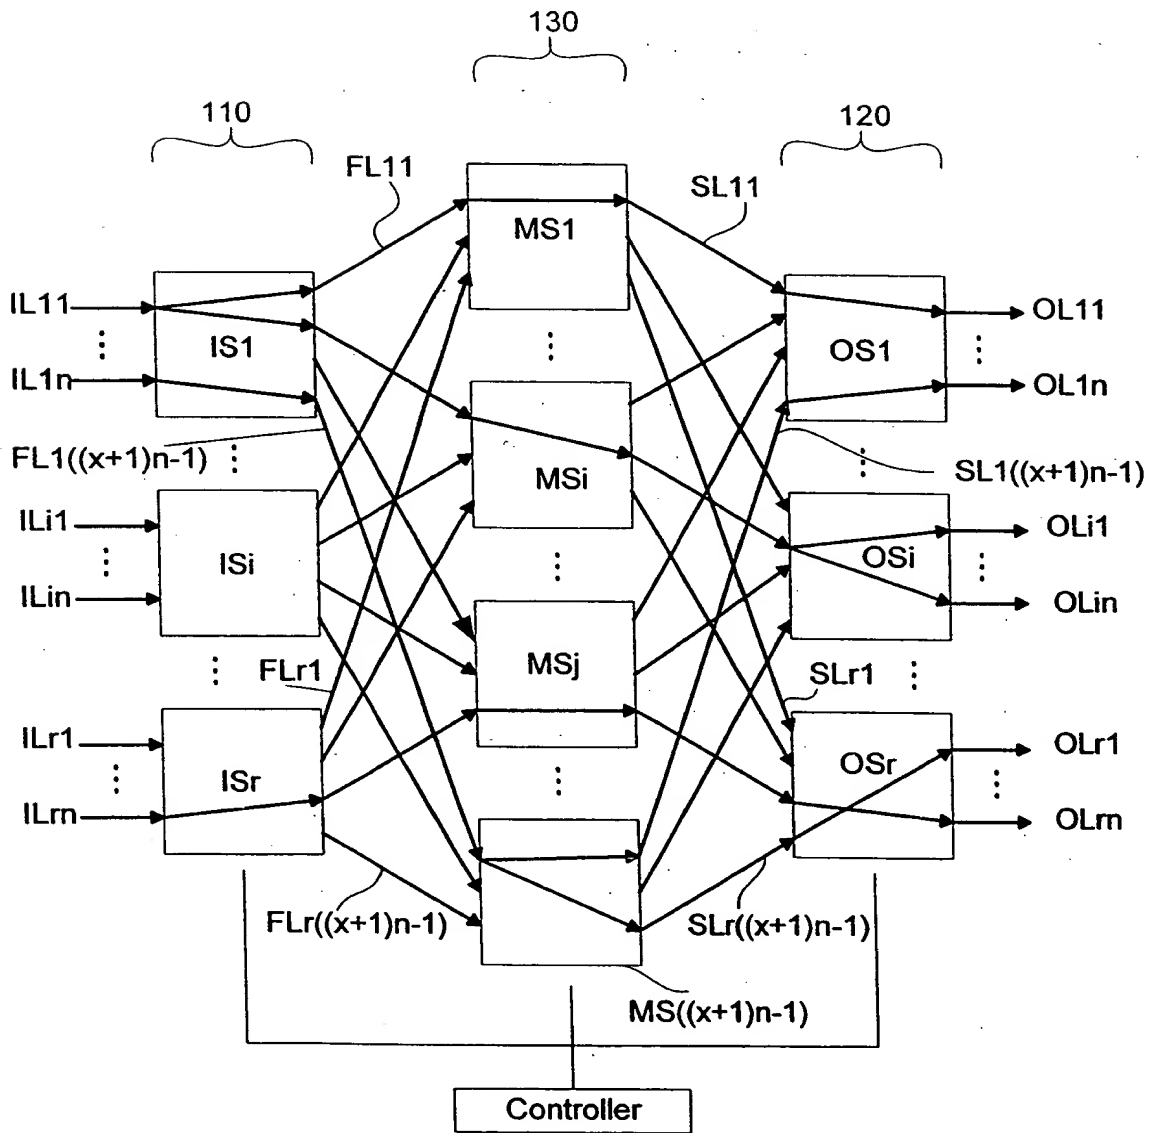 130
110
120
FL11
SL11
MS1
IL11
IS1
OS1
OL11
IL1n
OL1n
FL1((x+1)n-1)
SL1((x+1)n-1)
MSi
ILi1
ISi
OSi
OLi1
ILin
OLin
FLr1
MSj
SLr1
ILr1
ISr
OSr
OLr1
ILrn
OLrn
FLr((x+1)n-1)
SLr((x+1)n-1)
MS((x+1)n-1)
Controller